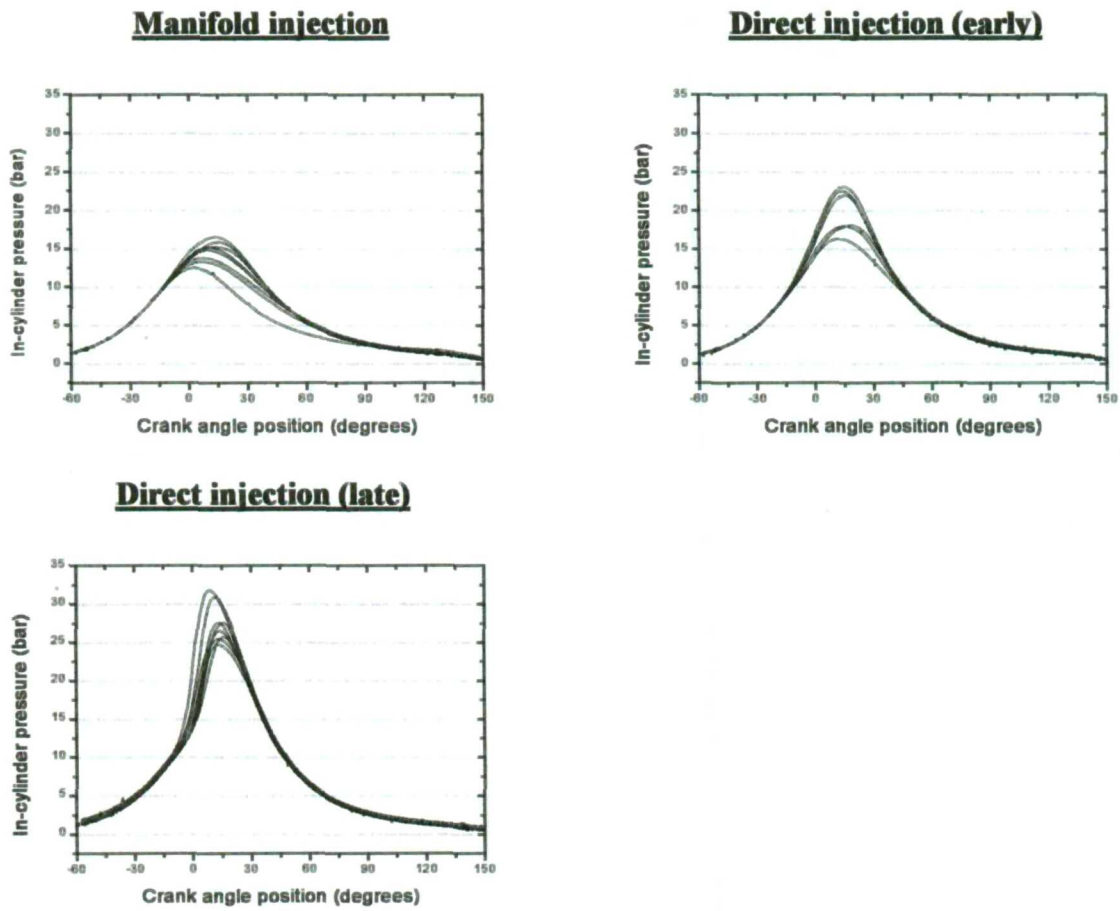 Manifold injection
35
30
25
20
15
10
5
0
-60 -30 0 30 60 90 120 150
In-cylinder pressure (bar)
Crank angle position (degrees)
Direct injection (early)
35
30
25
20
15
10
5
0
-60 -30 0 30 60 90 120 150
In-cylinder pressure (bar)
Crank angle position (degrees)
Direct injection (late)
35
30
25
20
15
10
5
0
-60 -30 0 30 60 90 120 150
In-cylinder pressure (bar)
Crank angle position (degrees)